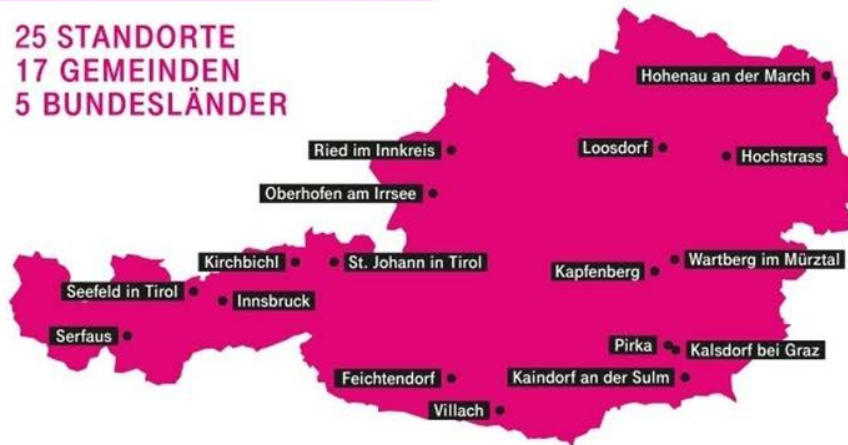 25 STANDORTE
17 GEMEINDEN
5 BUNDESLÄNDER
Hohenau an der March
Ried im Innkreis
Loosdorf
Hochstrass
Oberhofen am Irrsee
Kirchbichl
St. Johann in Tirol
Kapfenberg
Wartberg im Mürztal
Seefeld in Tirol
Innsbruck
Serfaus
Pirka
Kalsdorf bei Graz
Feichtendorf
Kaindorf an der Sulm
Villach